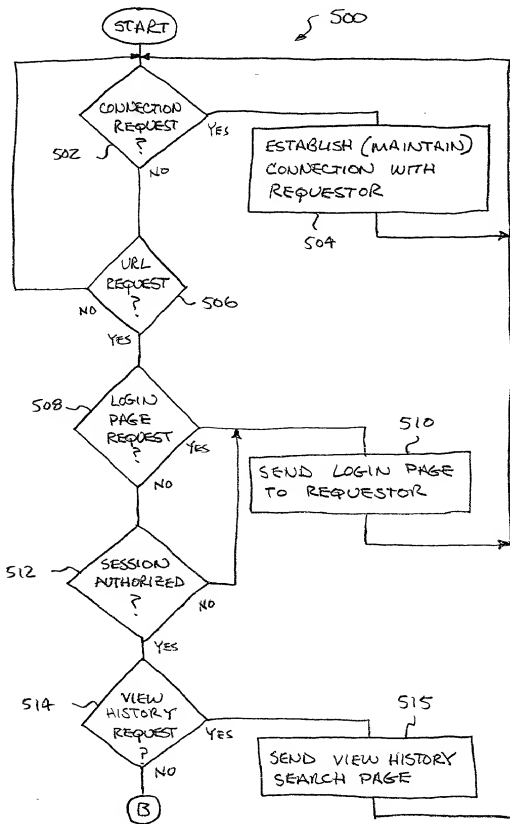 START
500
CONNECTION
REQUEST
?
502
YES
NO
ESTABLISH (MAINTAIN)
CONNECTION WITH
REQUESTOR
504
URL
REQUEST
?
506
NO
YES
508
LOGIN
PAGE
REQUEST
?
YES
NO
510
SEND LOGIN PAGE
TO REQUESTOR
512
SESSION
AUTHORIZED
?
NO
YES
514
VIEW
HISTORY
REQUEST
?
YES
NO
515
SEND VIEW HISTORY
SEARCH PAGE
B